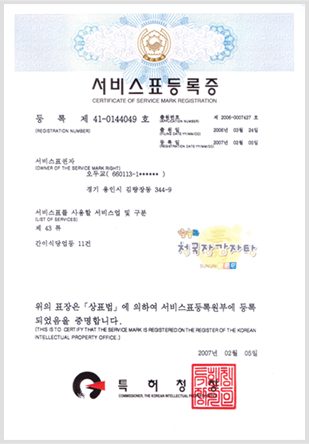 서비스표등록증
CERTIFICATE OF SERVICE MARK REGISTRATION
등 록 제 41-0144049 호
(REGISTRATION NUMBER)
출원번호 제 2006-0007427 호
(APPLICATION NUMBER)
출 원 일 2006년 03월 24일
(FILING DATE:YY/MM/DD)
등 록 일 2007년 02월 05일
(REGISTRATION DATE:YY/MM/DD)
서비스표권자
(OWNER OF THE SERVICE MARK RIGHT)
오두교( 660113-1****** )
경기 용인시 김량장동 344-9
서비스표를 사용할 서비스업 및 구분
(LIST OF SERVICES)
제 43 류
간이식당업등 11건
청국장감자탕
위의 표장은 「상표법」에 의하여 서비스표등록원부에 등록
되었음을 증명합니다.
(THIS IS TO CERTIFY THAT THE SERVICE MARK IS REGISTERED ON THE REGISTER OF THE KOREAN
INTELLECTUAL PROPERTY OFFICE.)
2007년 02월 05일
특 허 청 장
COMMISSIONER, THE KOREAN INTELLECTUAL PROPERTY OFFICE